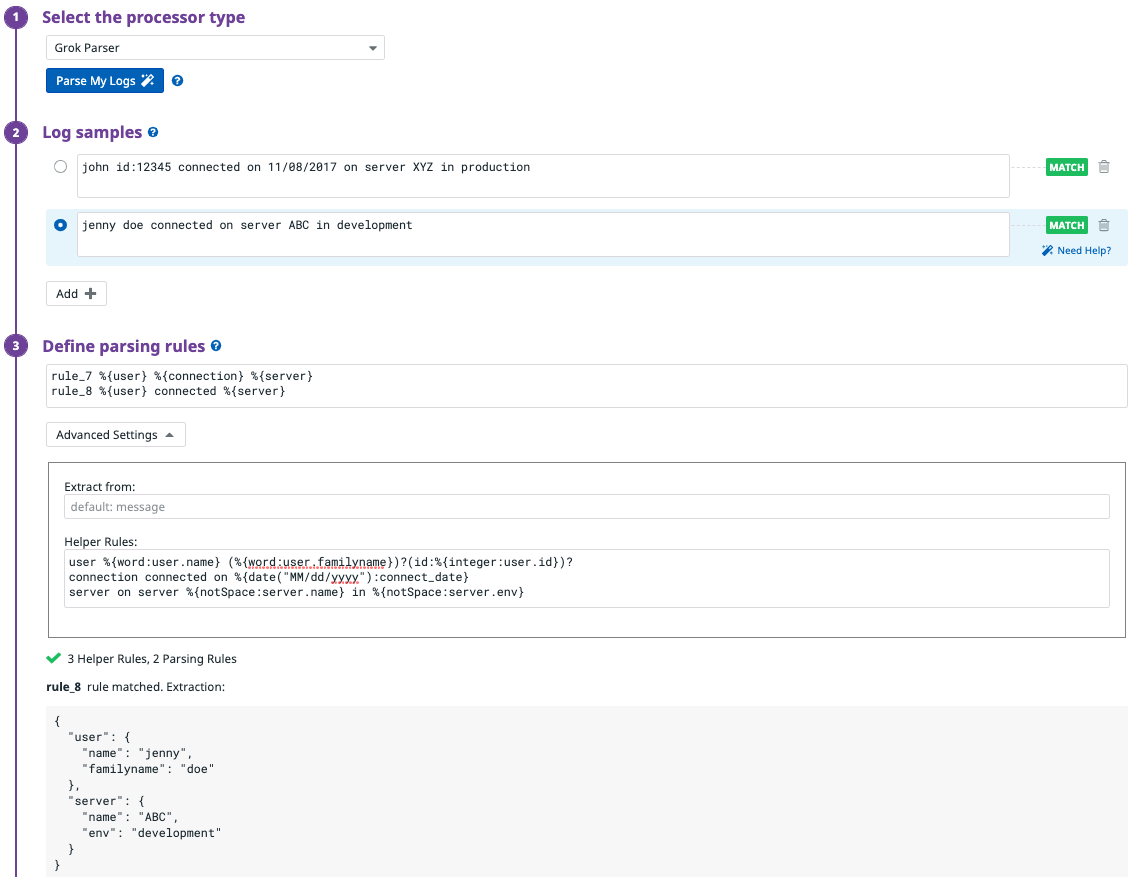 1 Select the processor type
Grok Parser
Parse My Logs ?
2 Log samples ?
john id:12345 connected on 11/08/2017 on server XYZ in production MATCH
jenny doe connected on server ABC in development MATCH
Need Help?
Add +
3 Define parsing rules ?
rule_7 %{user} %{connection} %{server}
rule_8 %{user} connected %{server}
Advanced Settings
Extract from:
default: message
Helper Rules:
user %{word:user.name} (%{word:user.familyname})?(id:%{integer:user.id})?
connection connected on %{date("MM/dd/yyyy"):connect_date}
server on server %{notSpace:server.name} in %{notSpace:server.env}
3 Helper Rules, 2 Parsing Rules
rule_8 rule matched. Extraction:
{
  "user": {
    "name": "jenny",
    "familyname": "doe"
  },
  "server": {
    "name": "ABC",
    "env": "development"
  }
}